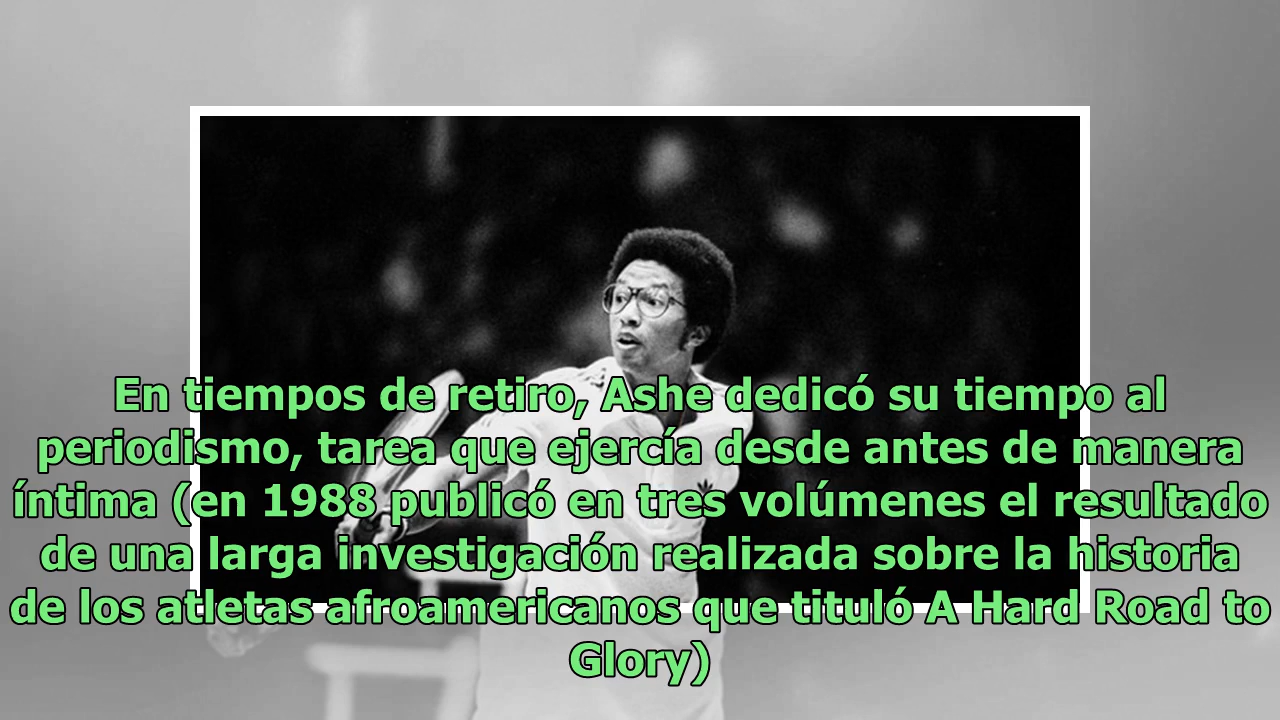 En tiempos de retiro, Ashe dedicó su tiempo al
periodismo, tarea que ejercía desde antes de manera
íntima (en 1988 publicó en tres volúmenes el resultado
de una larga investigación realizada sobre la historia
de los atletas afroamericanos que tituló A Hard Road to
Glory)